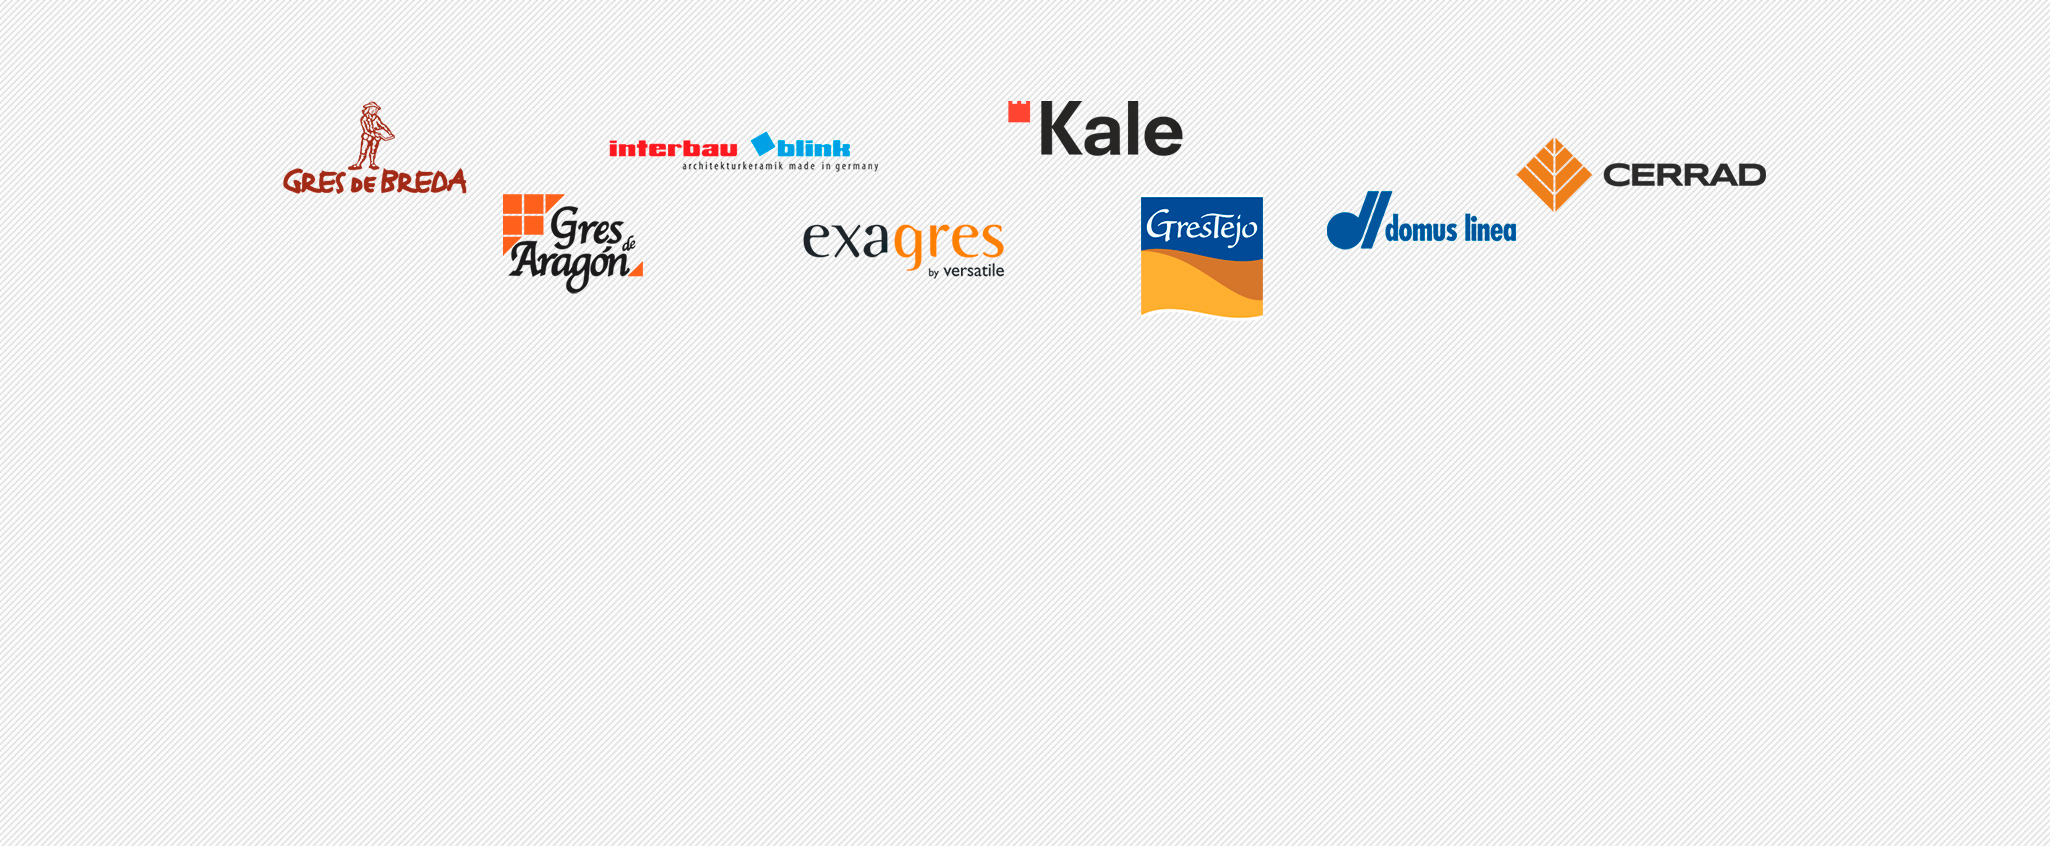 GRES DE BREDA
Gres de
Aragón
interbau blink
architekturkeramik made in germany
exagres
by versatile
Kale
GresTejo
domus linea
CERRAD